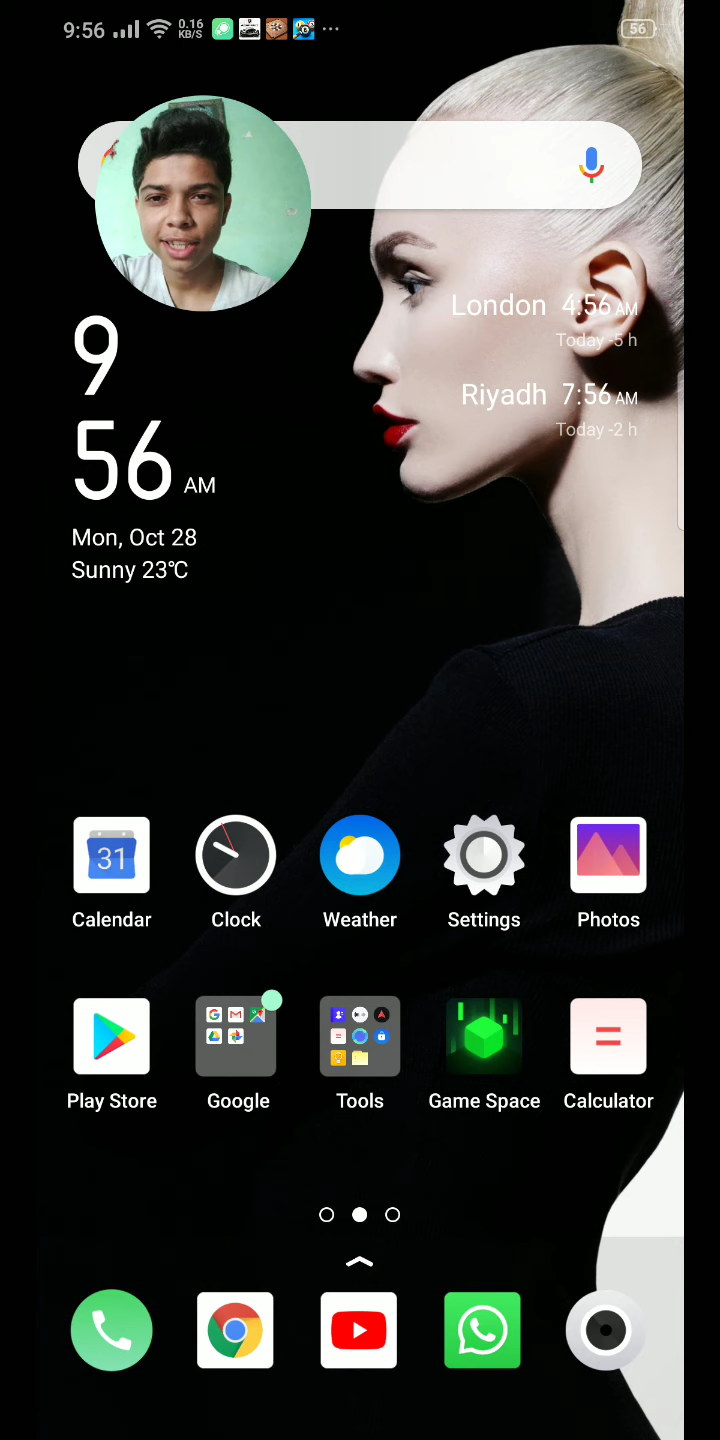 9:56
0.16
KB/S
56
London 4:56 AM
Today -5 h
Riyadh 7:56 AM
Today -2 h
9
56 AM
Mon, Oct 28
Sunny 23°C
31
Calendar Clock Weather Settings Photos
Play Store Google Tools Game Space Calculator